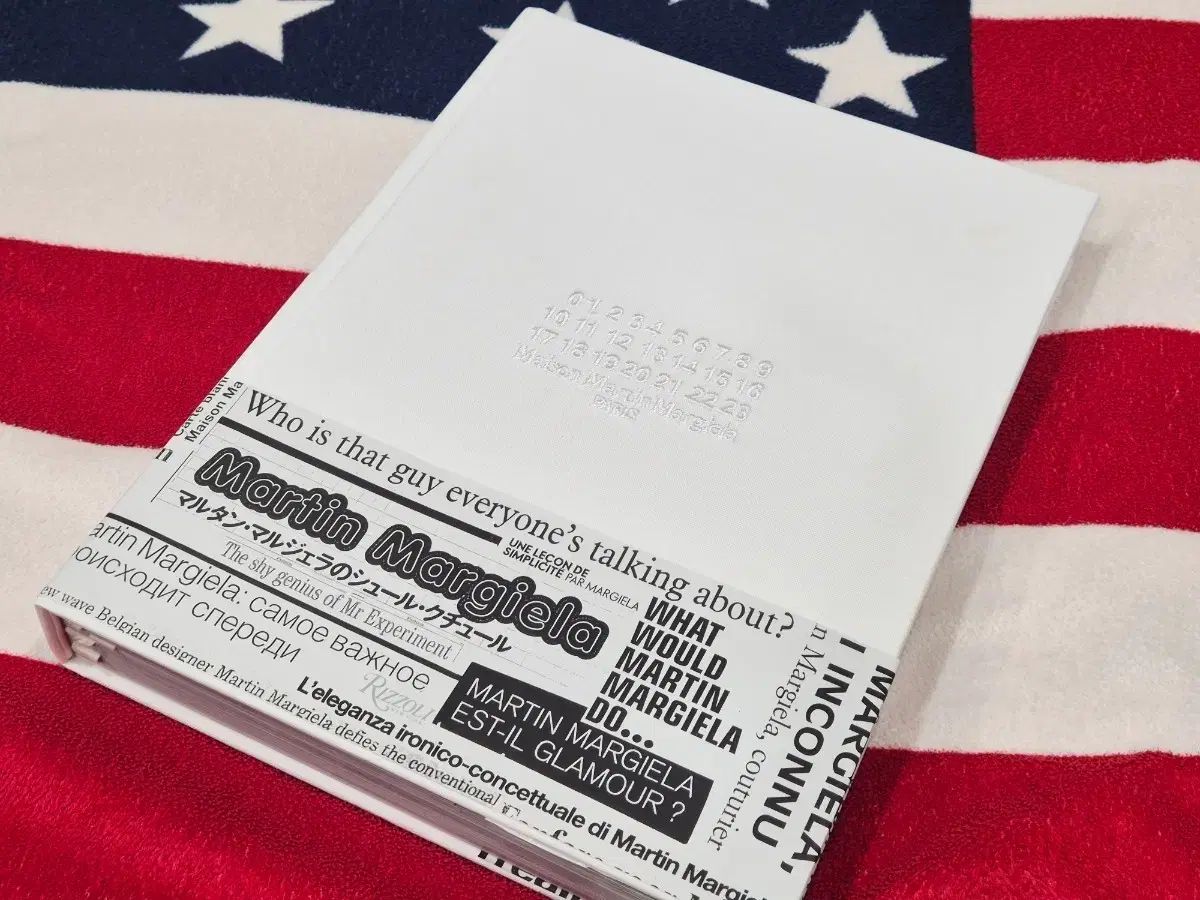 0 1 2 3 4 5 6 7 8 9
10 11 12 13 14 15 16
17 18 19 20 21 22 23
Maison Martin Margiela
PARIS
Maison Ma
Who is that guy everyone's talking about?
Martin Margiela
マルタン・マルジェラのシュール・クチュール
The shy genius of Mr Experiment
UNE LEÇON DE
SIMPLICITÉ PAR MARGIELA
WHAT
WOULD
MARTIN
MARGIELA
DO...
artin Margiela: самое важное
происходит спереди
RIZZOLI
ew wave Belgian designer Martin Margiela defies the conventional
L'eleganza ironico-concettuale di Martin Margie
MARTIN MARGIELA
EST-IL GLAMOUR ?
n Margiela, couturier
MARGIELA,
L'INCONNU